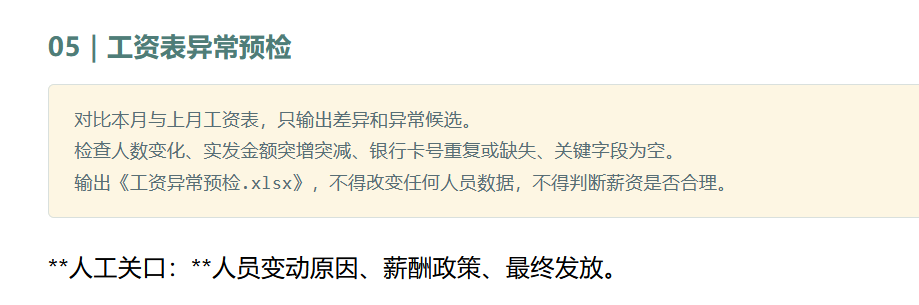 05 | 工资表异常预检
对比本月与上月工资表，只输出差异和异常候选。
检查人数变化、实发金额突增突减、银行卡号重复或缺失、关键字段为空。
输出《工资异常预检.xlsx》，不得改变任何人员数据，不得判断薪资是否合理。
**人工关口：**人员变动原因、薪酬政策、最终发放。